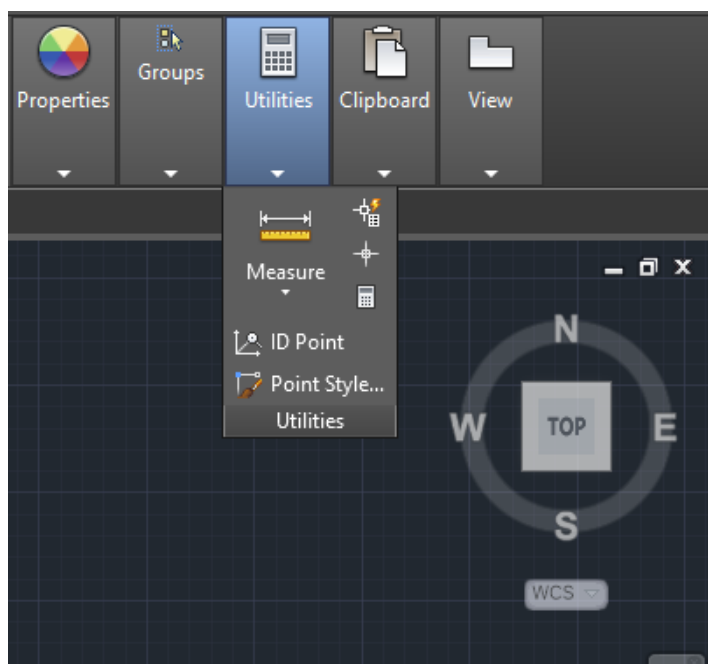 Properties
Groups
Utilities
Clipboard
View
Measure
ID Point
Point Style...
Utilities
N
W
TOP
E
S
WCS